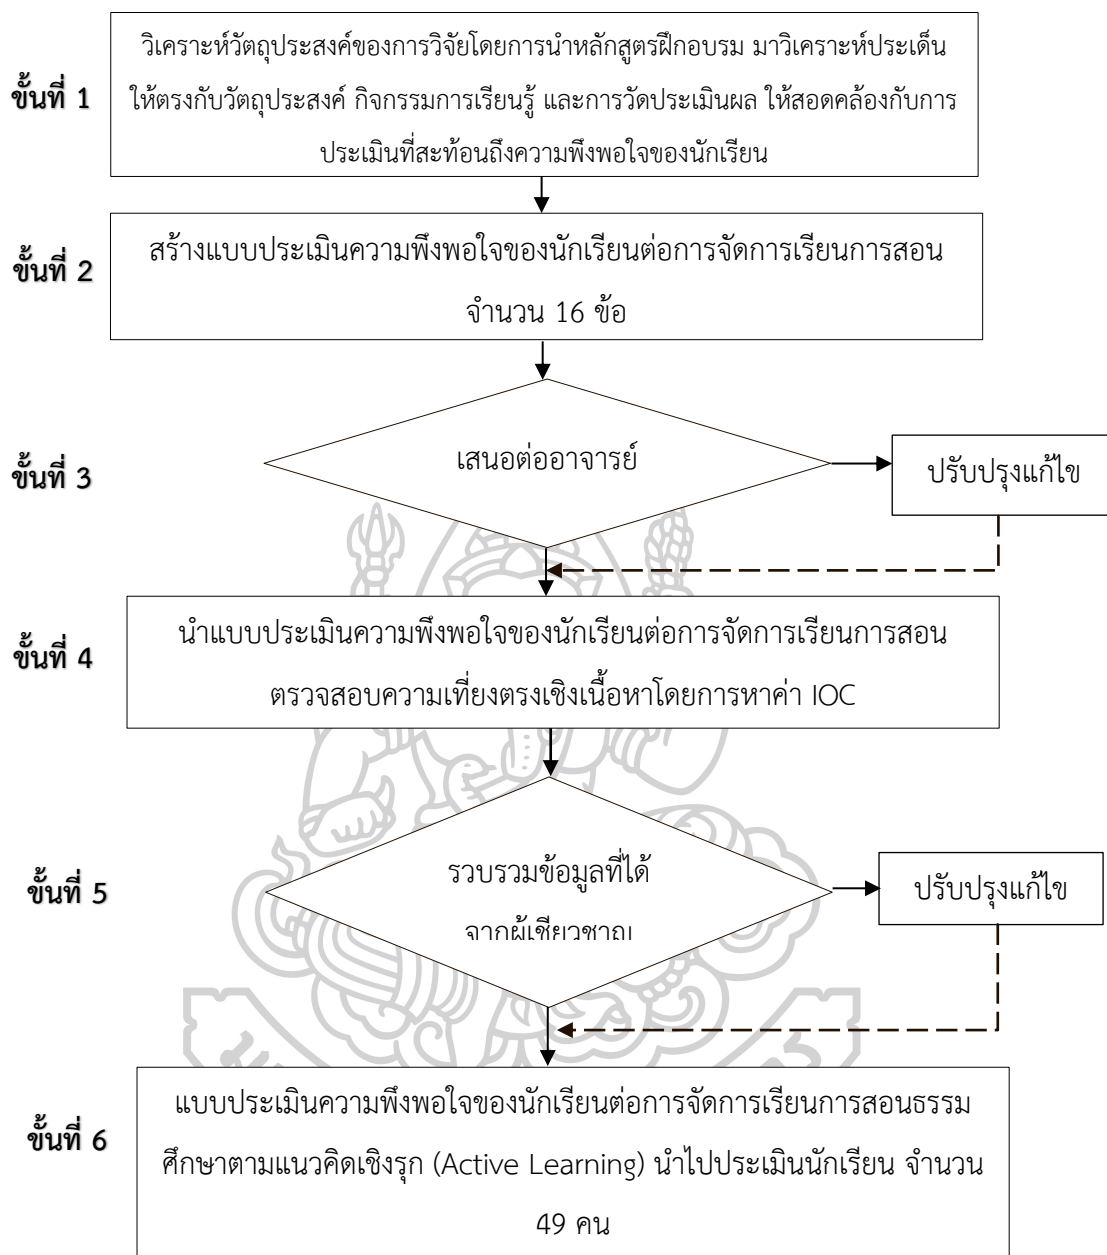 ขั้นที่ 1
วิเคราะห์วัตถุประสงค์ของการวิจัยโดยการนำหลักสูตรฝึกอบรม มาวิเคราะห์ประเด็น
ให้ตรงกับวัตถุประสงค์ กิจกรรมการเรียนรู้ และการวัดประเมินผล ให้สอดคล้องกับการ
ประเมินที่สะท้อนถึงความพึงพอใจของนักเรียน
ขั้นที่ 2
สร้างแบบประเมินความพึงพอใจของนักเรียนต่อการจัดการเรียนการสอน
จำนวน 16 ข้อ
ขั้นที่ 3
เสนอต่ออาจารย์
ปรับปรุงแก้ไข
ขั้นที่ 4
นำแบบประเมินความพึงพอใจของนักเรียนต่อการจัดการเรียนการสอน
ตรวจสอบความเที่ยงตรงเชิงเนื้อหาโดยการหาค่า IOC
ขั้นที่ 5
รวบรวมข้อมูลที่ได้
จากผู้เชี่ยวชาญ
ปรับปรุงแก้ไข
ขั้นที่ 6
แบบประเมินความพึงพอใจของนักเรียนต่อการจัดการเรียนการสอนธรรม
ศึกษาตามแนวคิดเชิงรุก (Active Learning) นำไปประเมินนักเรียน จำนวน
49 คน